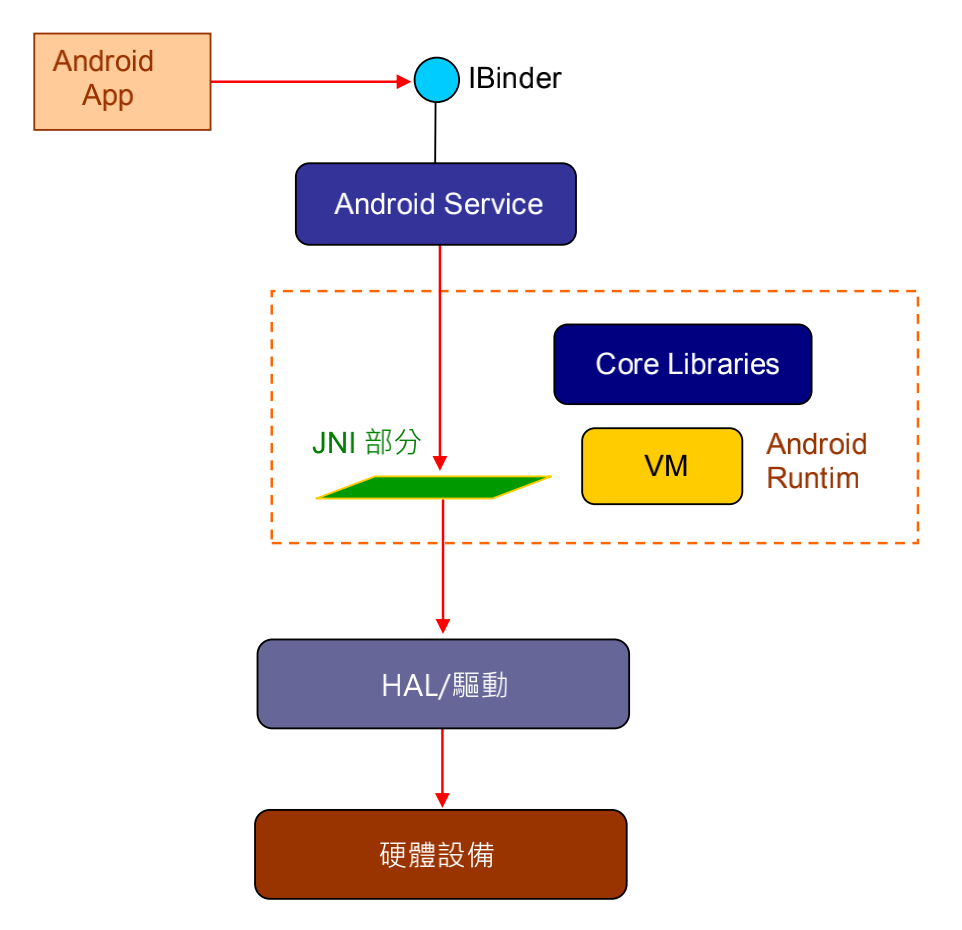 Android
App
IBinder
Android Service
Core Libraries
JNI 部分
VM
Android
Runtim
HAL/驅動
硬體設備